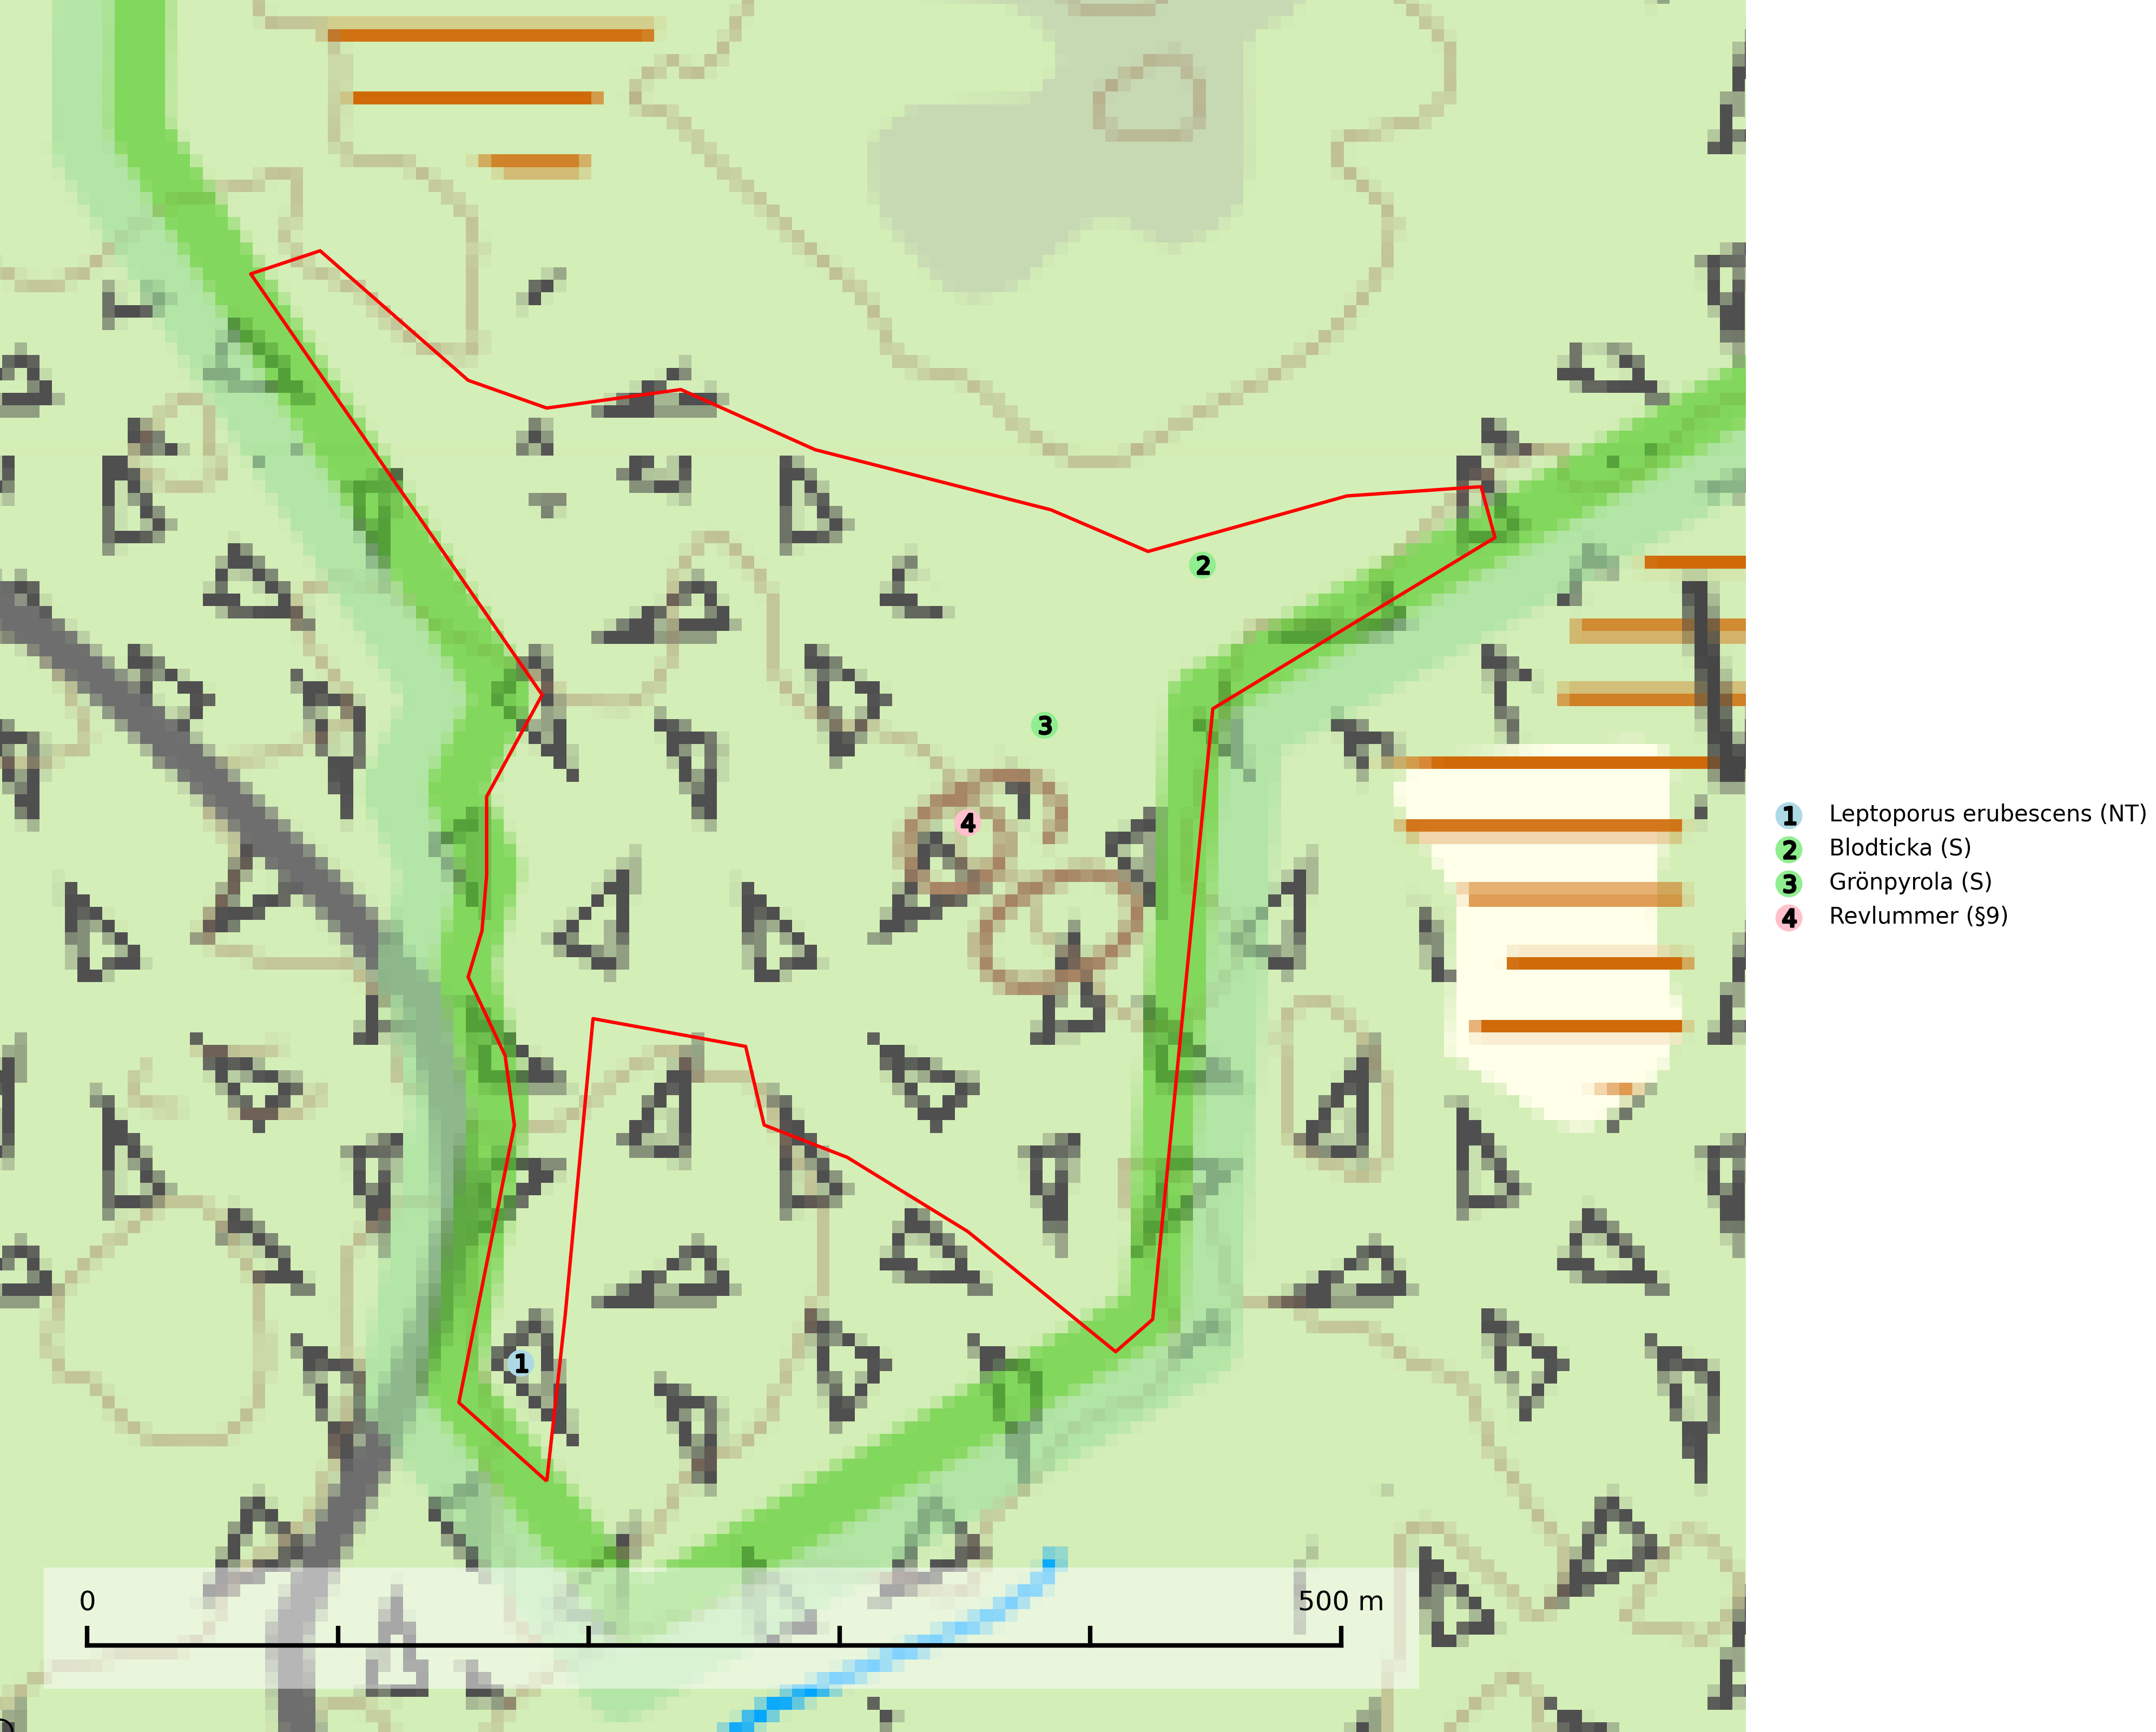 2
3
4
1
0
500 m
1 Leptoporus erubescens (NT)
2 Blodticka (S)
3 Grönpyrola (S)
4 Revlummer (§9)